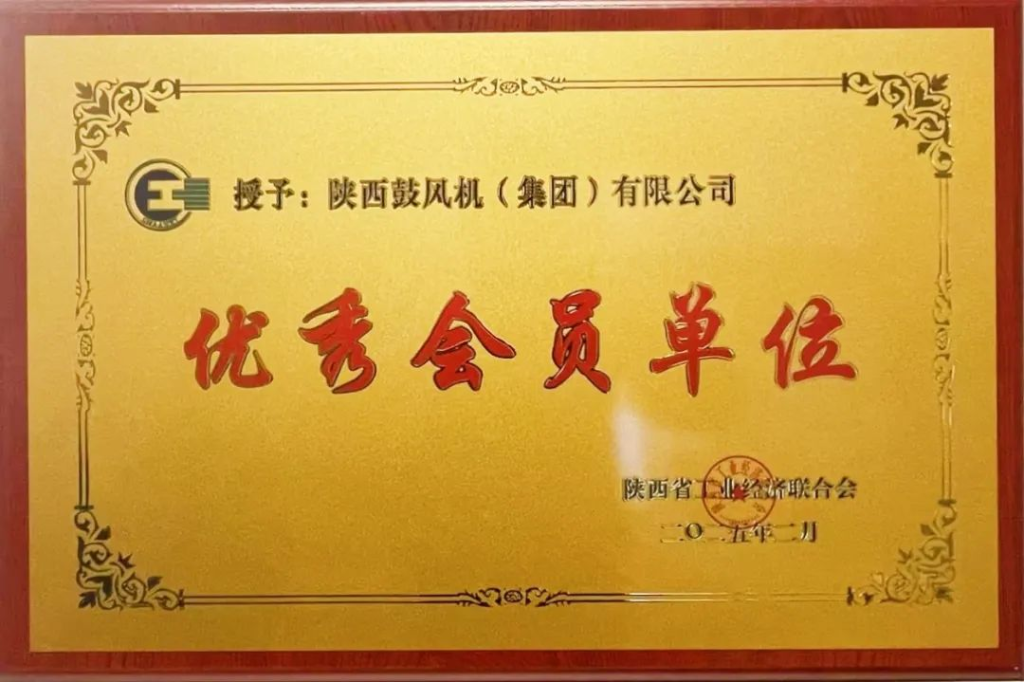 授予：陕西鼓风机（集团）有限公司
优秀会员单位
陕西省工业经济联合会
二〇二五年二月